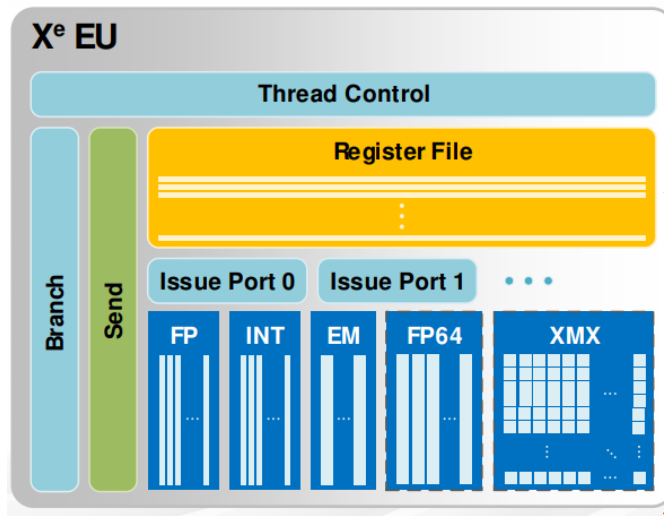 Xᵉ EU
Thread Control
Branch
Send
Register File
Issue Port 0
Issue Port 1
FP
INT
EM
FP64
XMX